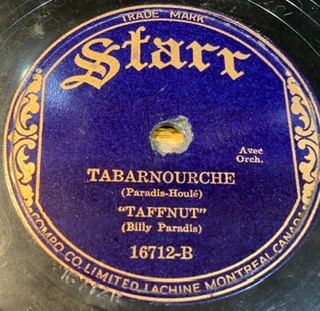 TRADE MARK
Starr
Avec
Orch.
TABARNOURCHE
(Paradis-Houlé)
"TAFFNUT"
(Billy Paradis)
16712-B
COMPO CO. LIMITED, LACHINE MONTREAL, CANADA